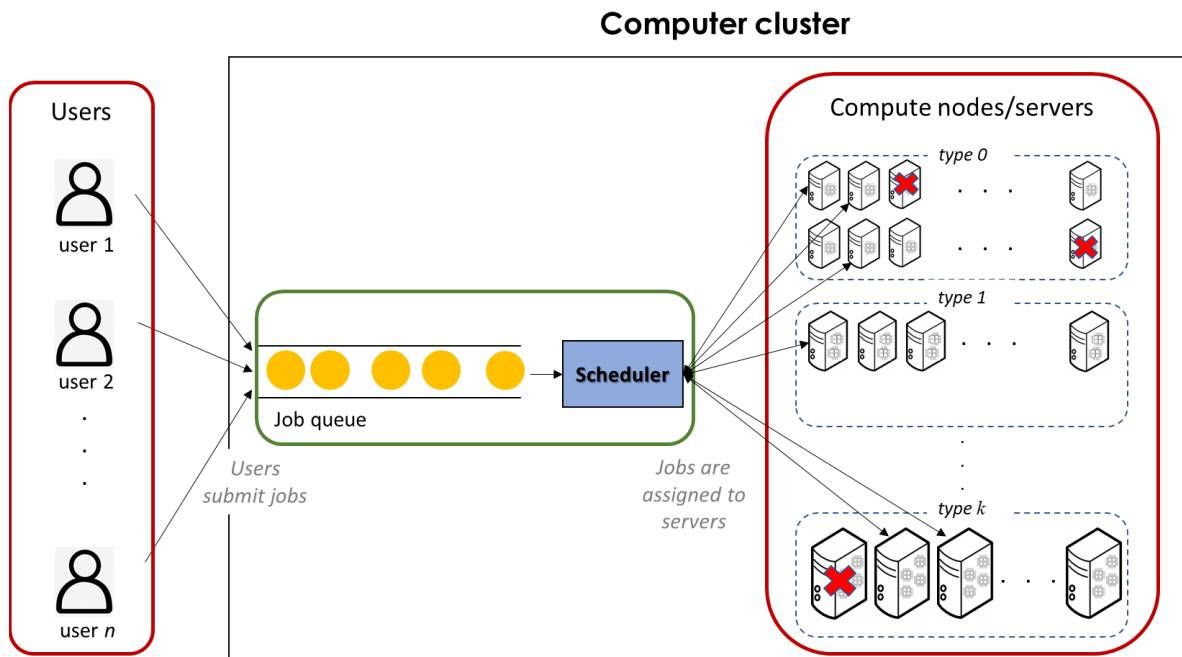 Computer cluster
Users
user 1
user 2
.
.
.
user n
Users
submit jobs
Job queue
Scheduler
Jobs are
assigned to
servers
Compute nodes/servers
type 0
. . .
. . .
type 1
. . .
.
.
.
type k
. . .